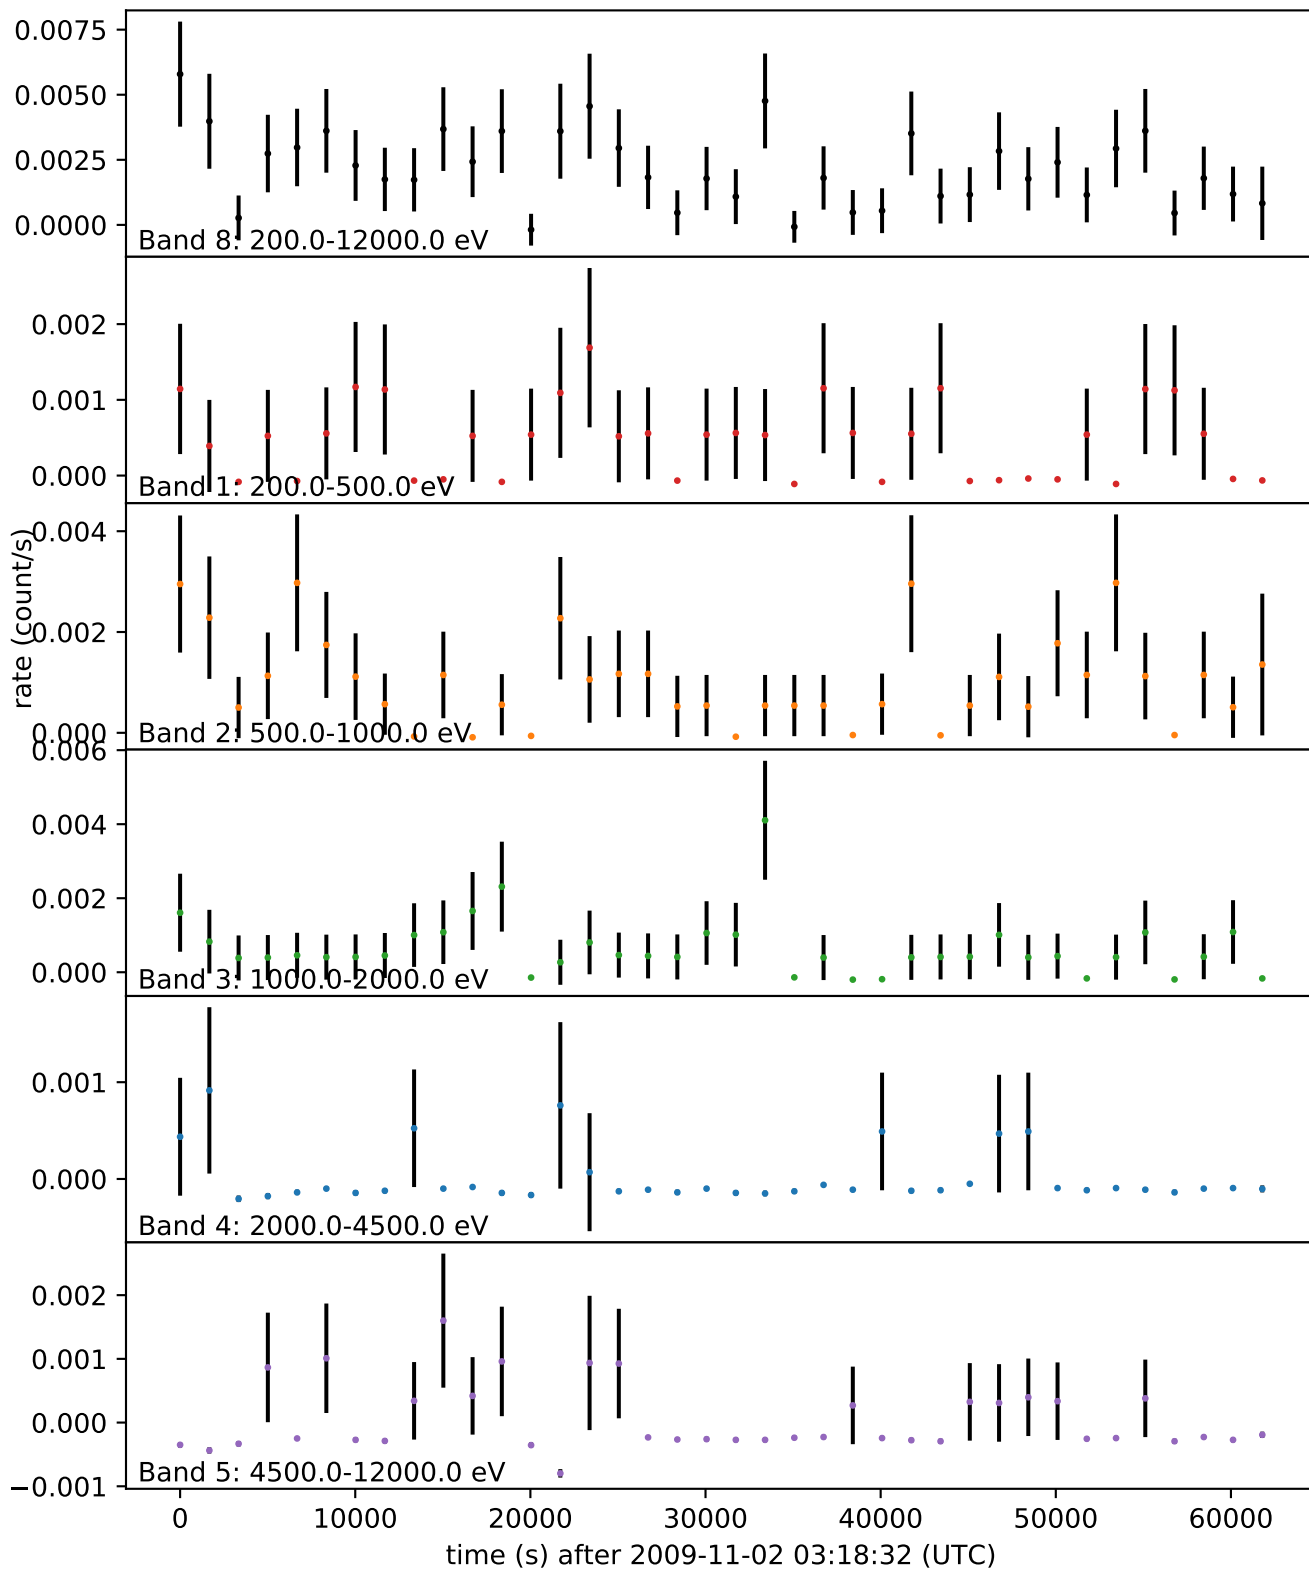 0.0075
0.0050
0.0025
0.0000
Band 8: 200.0-12000.0 eV
0.002
0.001
0.000
Band 1: 200.0-500.0 eV
rate (count/s)
0.004
0.002
0.000
Band 2: 500.0-1000.0 eV
0.006
0.004
0.002
0.000
Band 3: 1000.0-2000.0 eV
0.001
0.000
Band 4: 2000.0-4500.0 eV
0.002
0.001
0.000
−0.001
Band 5: 4500.0-12000.0 eV
0 10000 20000 30000 40000 50000 60000
time (s) after 2009-11-02 03:18:32 (UTC)